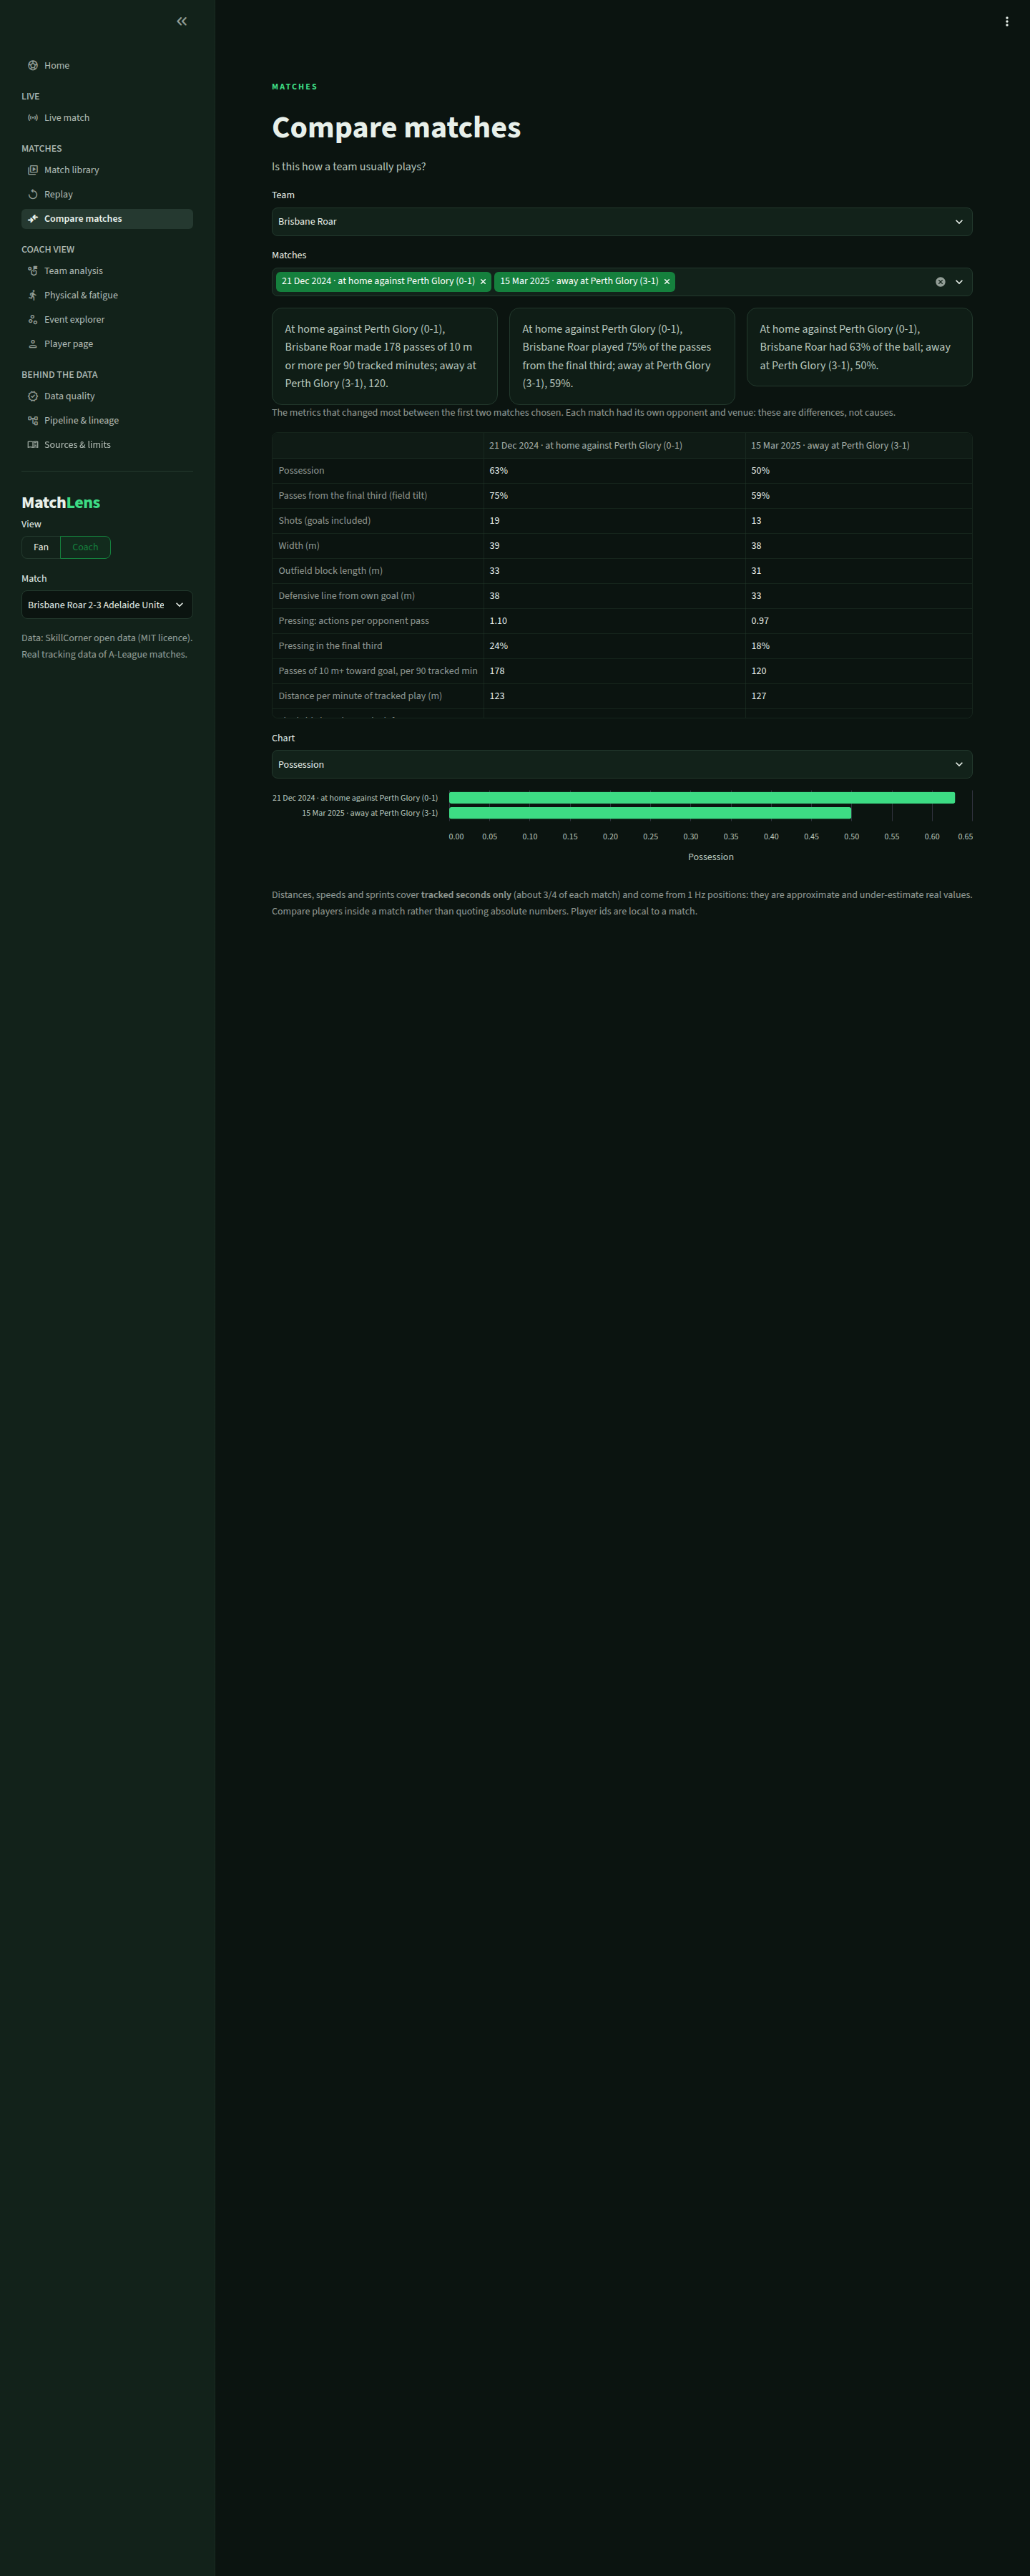 Home
LIVE
Live match
MATCHES
Match library
Replay
Compare matches
COACH VIEW
Team analysis
Physical & fatigue
Event explorer
Player page
BEHIND THE DATA
Data quality
Pipeline & lineage
Sources & limits
MatchLens
View
Fan Coach
Match
Brisbane Roar 2-3 Adelaide Unite
Data: SkillCorner open data (MIT licence).
Real tracking data of A-League matches.
MATCHES
Compare matches
Is this how a team usually plays?
Team
Brisbane Roar
Matches
21 Dec 2024 · at home against Perth Glory (0-1) 15 Mar 2025 · away at Perth Glory (3-1)
At home against Perth Glory (0-1),
Brisbane Roar made 178 passes of 10 m
or more per 90 tracked minutes; away at
Perth Glory (3-1), 120.
At home against Perth Glory (0-1),
Brisbane Roar played 75% of the passes
from the final third; away at Perth Glory
(3-1), 59%.
At home against Perth Glory (0-1),
Brisbane Roar had 63% of the ball; away
at Perth Glory (3-1), 50%.
The metrics that changed most between the first two matches chosen. Each match had its own opponent and venue: these are differences, not causes.
21 Dec 2024 · at home against Perth Glory (0-1) 15 Mar 2025 · away at Perth Glory (3-1)
Possession 63% 50%
Passes from the final third (field tilt) 75% 59%
Shots (goals included) 19 13
Width (m) 39 38
Outfield block length (m) 33 31
Defensive line from own goal (m) 38 33
Pressing: actions per opponent pass 1.10 0.97
Pressing in the final third 24% 18%
Passes of 10 m+ toward goal, per 90 tracked min 178 120
Distance per minute of tracked play (m) 123 127
Chart
Possession
21 Dec 2024 · at home against Perth Glory (0-1)
15 Mar 2025 · away at Perth Glory (3-1)
0.00 0.05 0.10 0.15 0.20 0.25 0.30 0.35 0.40 0.45 0.50 0.55 0.60 0.65
Possession
Distances, speeds and sprints cover tracked seconds only (about 3/4 of each match) and come from 1 Hz positions: they are approximate and under-estimate real values.
Compare players inside a match rather than quoting absolute numbers. Player ids are local to a match.